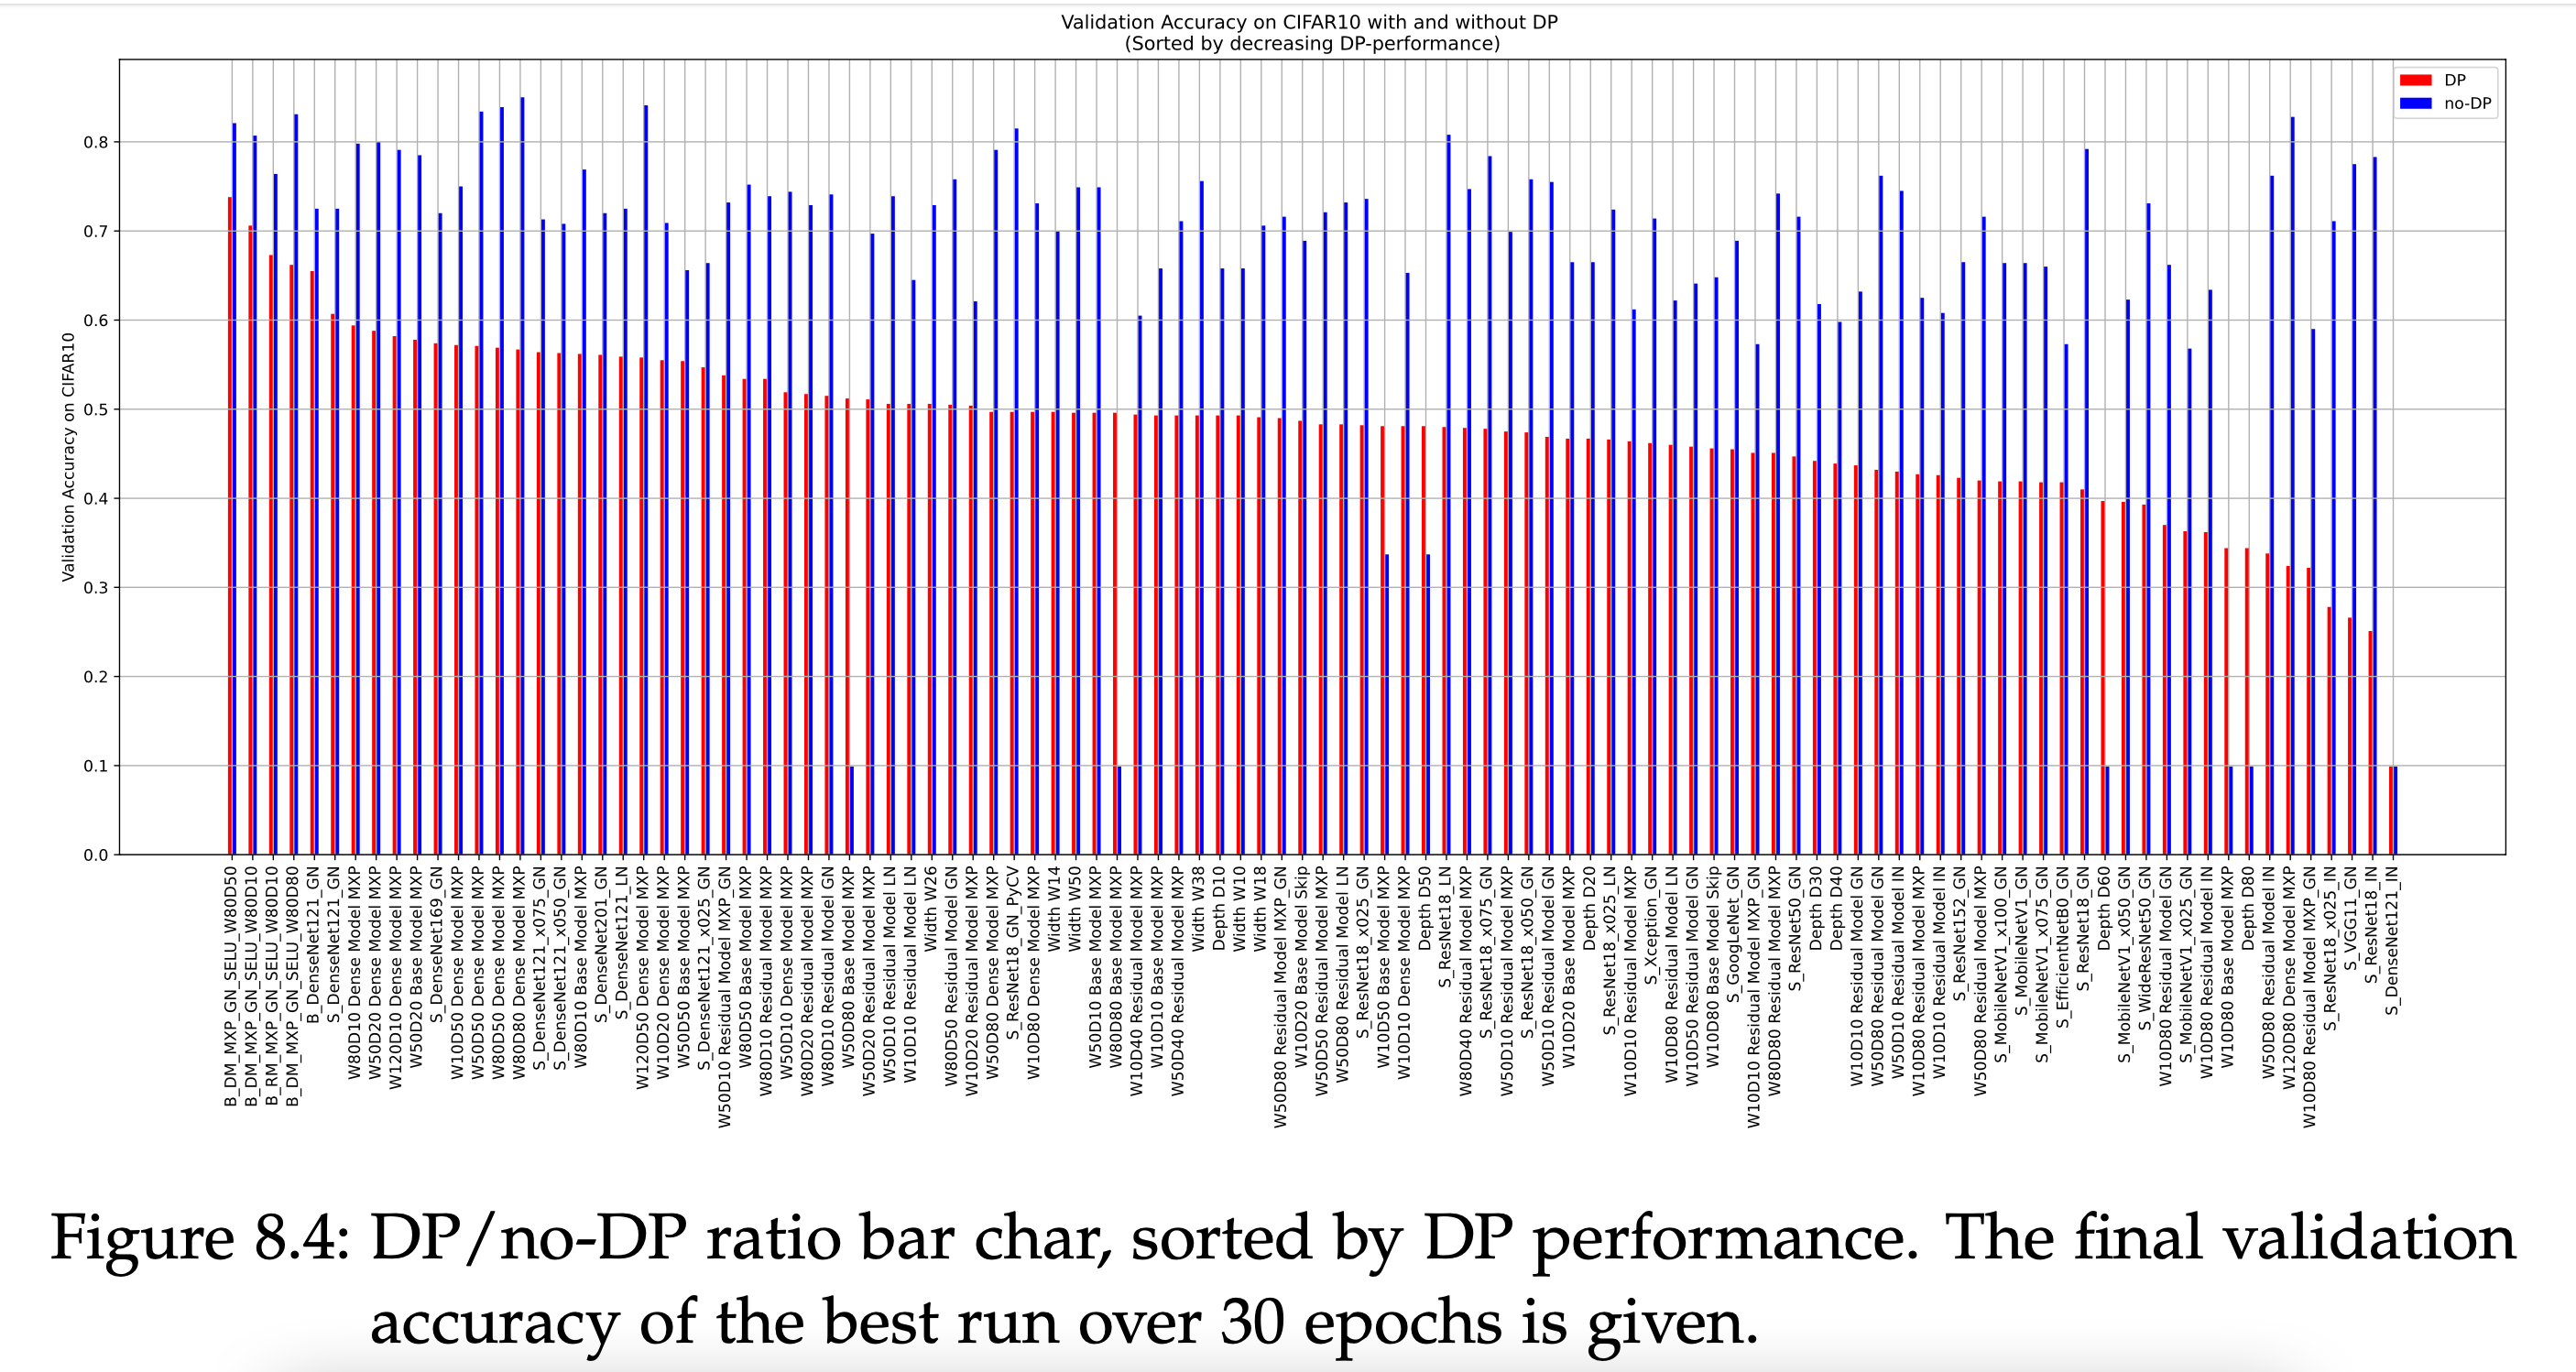 Validation Accuracy on CIFAR10 with and without DP
(Sorted by decreasing DP-performance)
DP
no-DP
Validation Accuracy on CIFAR10
0.8
0.7
0.6
0.5
0.4
0.3
0.2
0.1
0.0
B_DM_MXP_GN_SELU_W80D50
B_DM_MXP_GN_SELU_W80D10
B_RM_MXP_GN_SELU_W80D10
B_DM_MXP_GN_SELU_W80D80
B_DenseNet121_GN
S_DenseNet121_GN
W80D10 Dense Model MXP
W50D20 Dense Model MXP
W120D10 Dense Model MXP
W50D20 Base Model MXP
S_DenseNet169_GN
W10D50 Dense Model MXP
W50D50 Dense Model MXP
W80D50 Dense Model MXP
W80D80 Dense Model MXP
S_DenseNet121_x075_GN
S_DenseNet121_x050_GN
W80D10 Base Model MXP
S_DenseNet201_GN
S_DenseNet121_LN
W120D50 Dense Model MXP
W10D20 Dense Model MXP
W50D50 Base Model MXP
S_DenseNet121_x025_GN
W50D10 Residual Model MXP_GN
W80D50 Base Model MXP
W80D10 Residual Model MXP
W50D10 Dense Model MXP
W80D20 Residual Model MXP
W80D10 Residual Model GN
W50D80 Base Model MXP
W50D20 Residual Model MXP
W50D10 Residual Model LN
W10D10 Residual Model LN
Width W26
W80D50 Residual Model GN
W10D20 Residual Model MXP
W50D80 Dense Model MXP
S_ResNet18_GN_PyCV
W10D80 Dense Model MXP
Width W14
Width W50
W50D10 Base Model MXP
W80D80 Base Model MXP
W10D40 Residual Model MXP
W10D10 Base Model MXP
W50D40 Residual Model MXP
Width W38
Depth D10
Width W10
Width W18
W50D80 Residual Model MXP_GN
W10D20 Base Model Skip
W50D50 Residual Model MXP
W50D80 Residual Model LN
S_ResNet18_x025_GN
W10D50 Base Model MXP
W10D10 Dense Model MXP
Depth D50
S_ResNet18_LN
W80D40 Residual Model MXP
S_ResNet18_x075_GN
W50D10 Residual Model MXP
S_ResNet18_x050_GN
W50D10 Residual Model GN
W10D20 Base Model MXP
Depth D20
S_ResNet18_x025_LN
W10D10 Residual Model MXP
S_Xception_GN
W10D80 Residual Model LN
W10D50 Residual Model GN
W10D80 Base Model Skip
S_GoogLeNet_GN
W10D10 Residual Model MXP_GN
W80D80 Residual Model MXP
S_ResNet50_GN
Depth D30
Depth D40
W10D10 Residual Model GN
W50D80 Residual Model GN
W50D10 Residual Model IN
W10D80 Residual Model MXP
W10D10 Residual Model IN
S_ResNet152_GN
W50D80 Residual Model MXP
S_MobileNetV1_x100_GN
S_MobileNetV1_GN
S_MobileNetV1_x075_GN
S_EfficientNetB0_GN
S_ResNet18_GN
Depth D60
S_MobileNetV1_x050_GN
S_WideResNet50_GN
W10D80 Residual Model GN
S_MobileNetV1_x025_GN
W10D80 Residual Model IN
W10D80 Base Model MXP
Depth D80
W50D80 Residual Model IN
W120D80 Dense Model MXP
W10D80 Residual Model MXP_GN
S_ResNet18_x025_IN
S_VGG11_GN
S_ResNet18_IN
S_DenseNet121_IN
Figure 8.4: DP/no-DP ratio bar char, sorted by DP performance. The final validation
accuracy of the best run over 30 epochs is given.